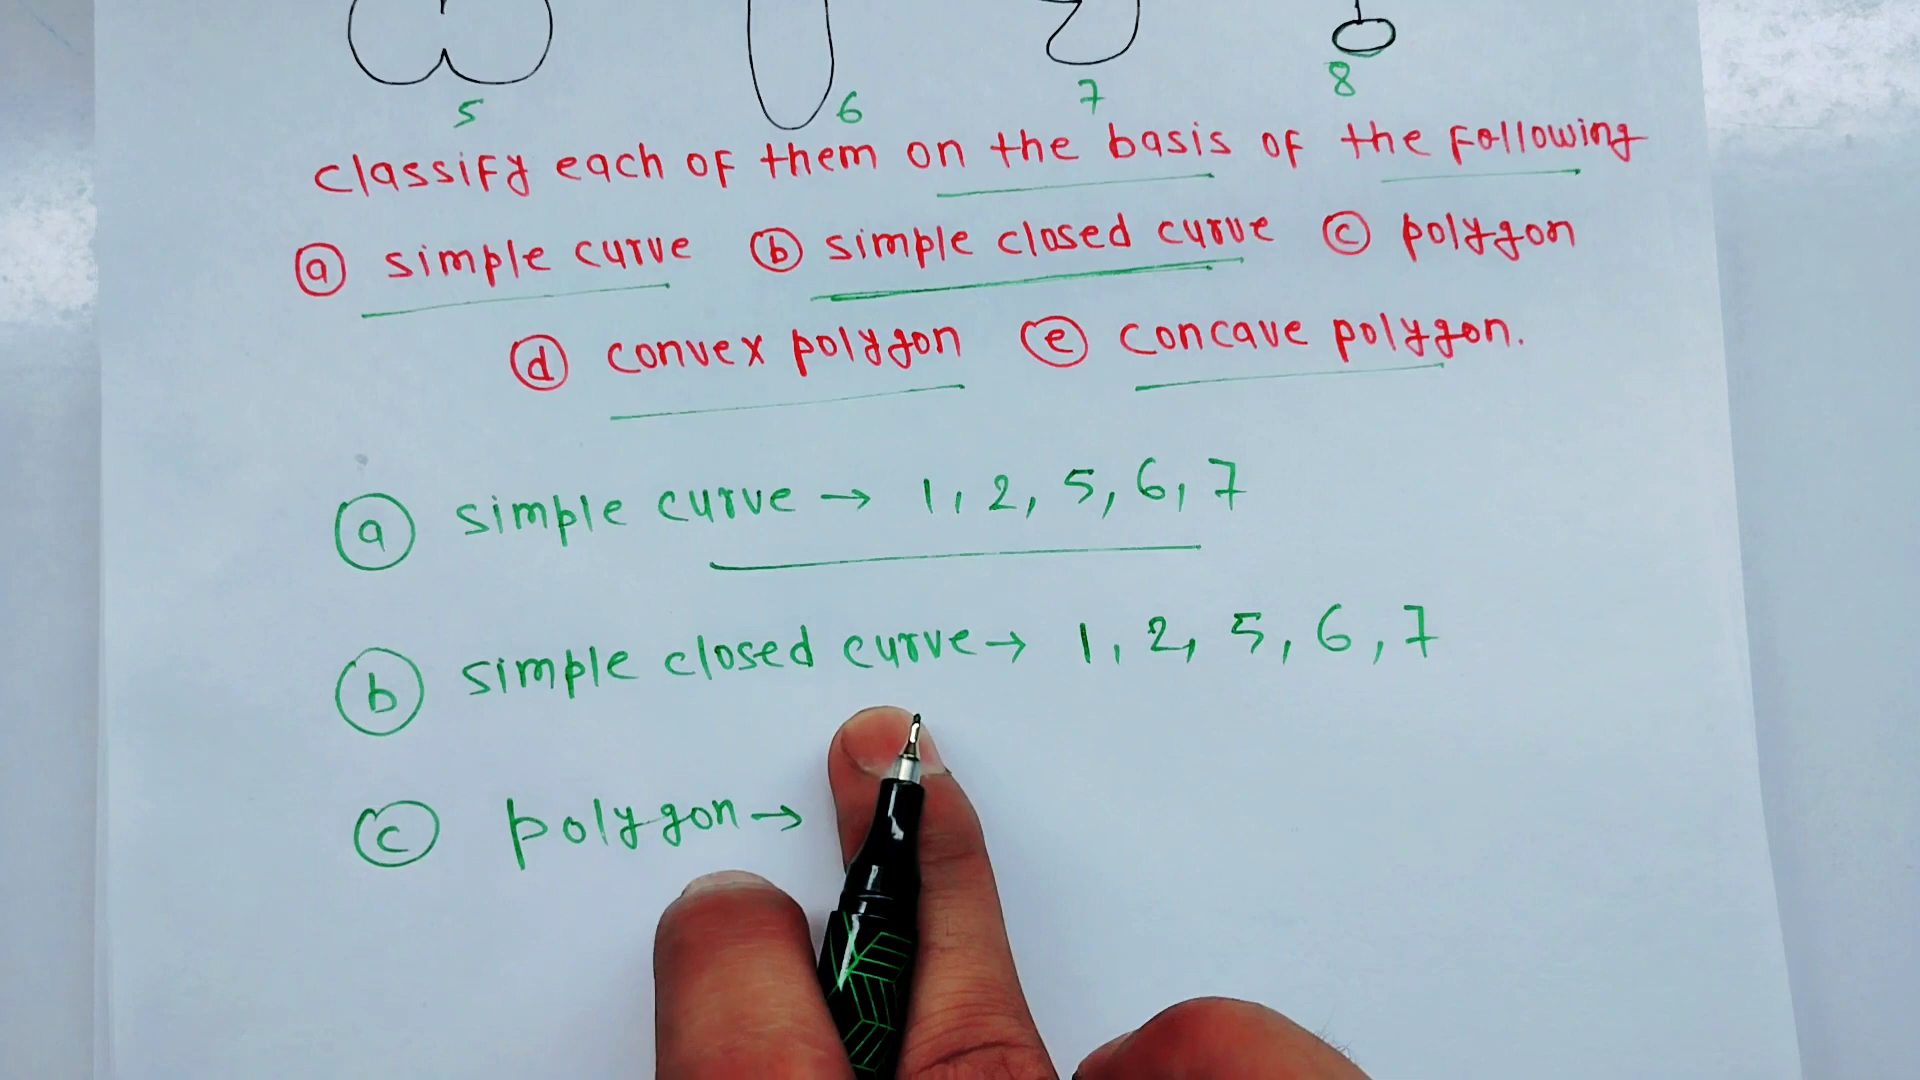 5 6 7 8
classify each of them on the basis of the following
(a) simple curve (b) simple closed curve (c) polygon
(d) convex polygon (e) concave polygon.
(a) simple curve → 1, 2, 5, 6, 7
(b) simple closed curve → 1, 2, 5, 6, 7
(c) polygon →